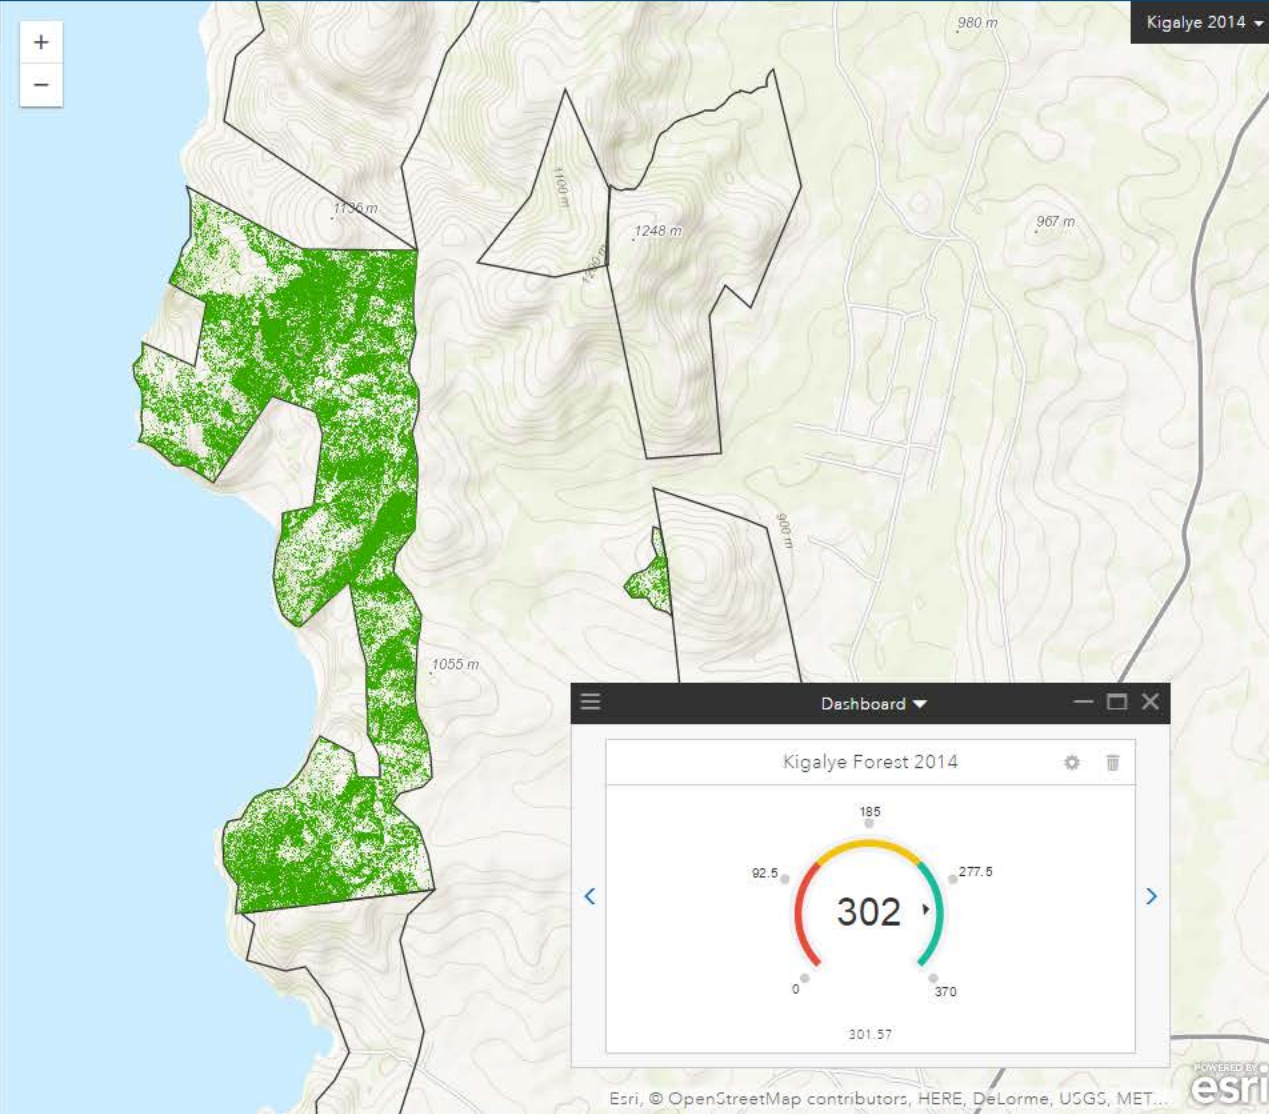 +
−
Kigalye 2014
980 m
1136 m
1100 m
1248 m
1200 m
967 m
900 m
1055 m
Dashboard
Kigalye Forest 2014
185
92.5
277.5
302
0
370
301.57
Esri, © OpenStreetMap contributors, HERE, DeLorme, USGS, MET...
POWERED BY
esri